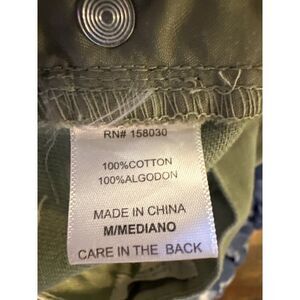 RN# 158030
100%COTTON
100%ALGODON
MADE IN CHINA
M/MEDIANO
CARE IN THE BACK